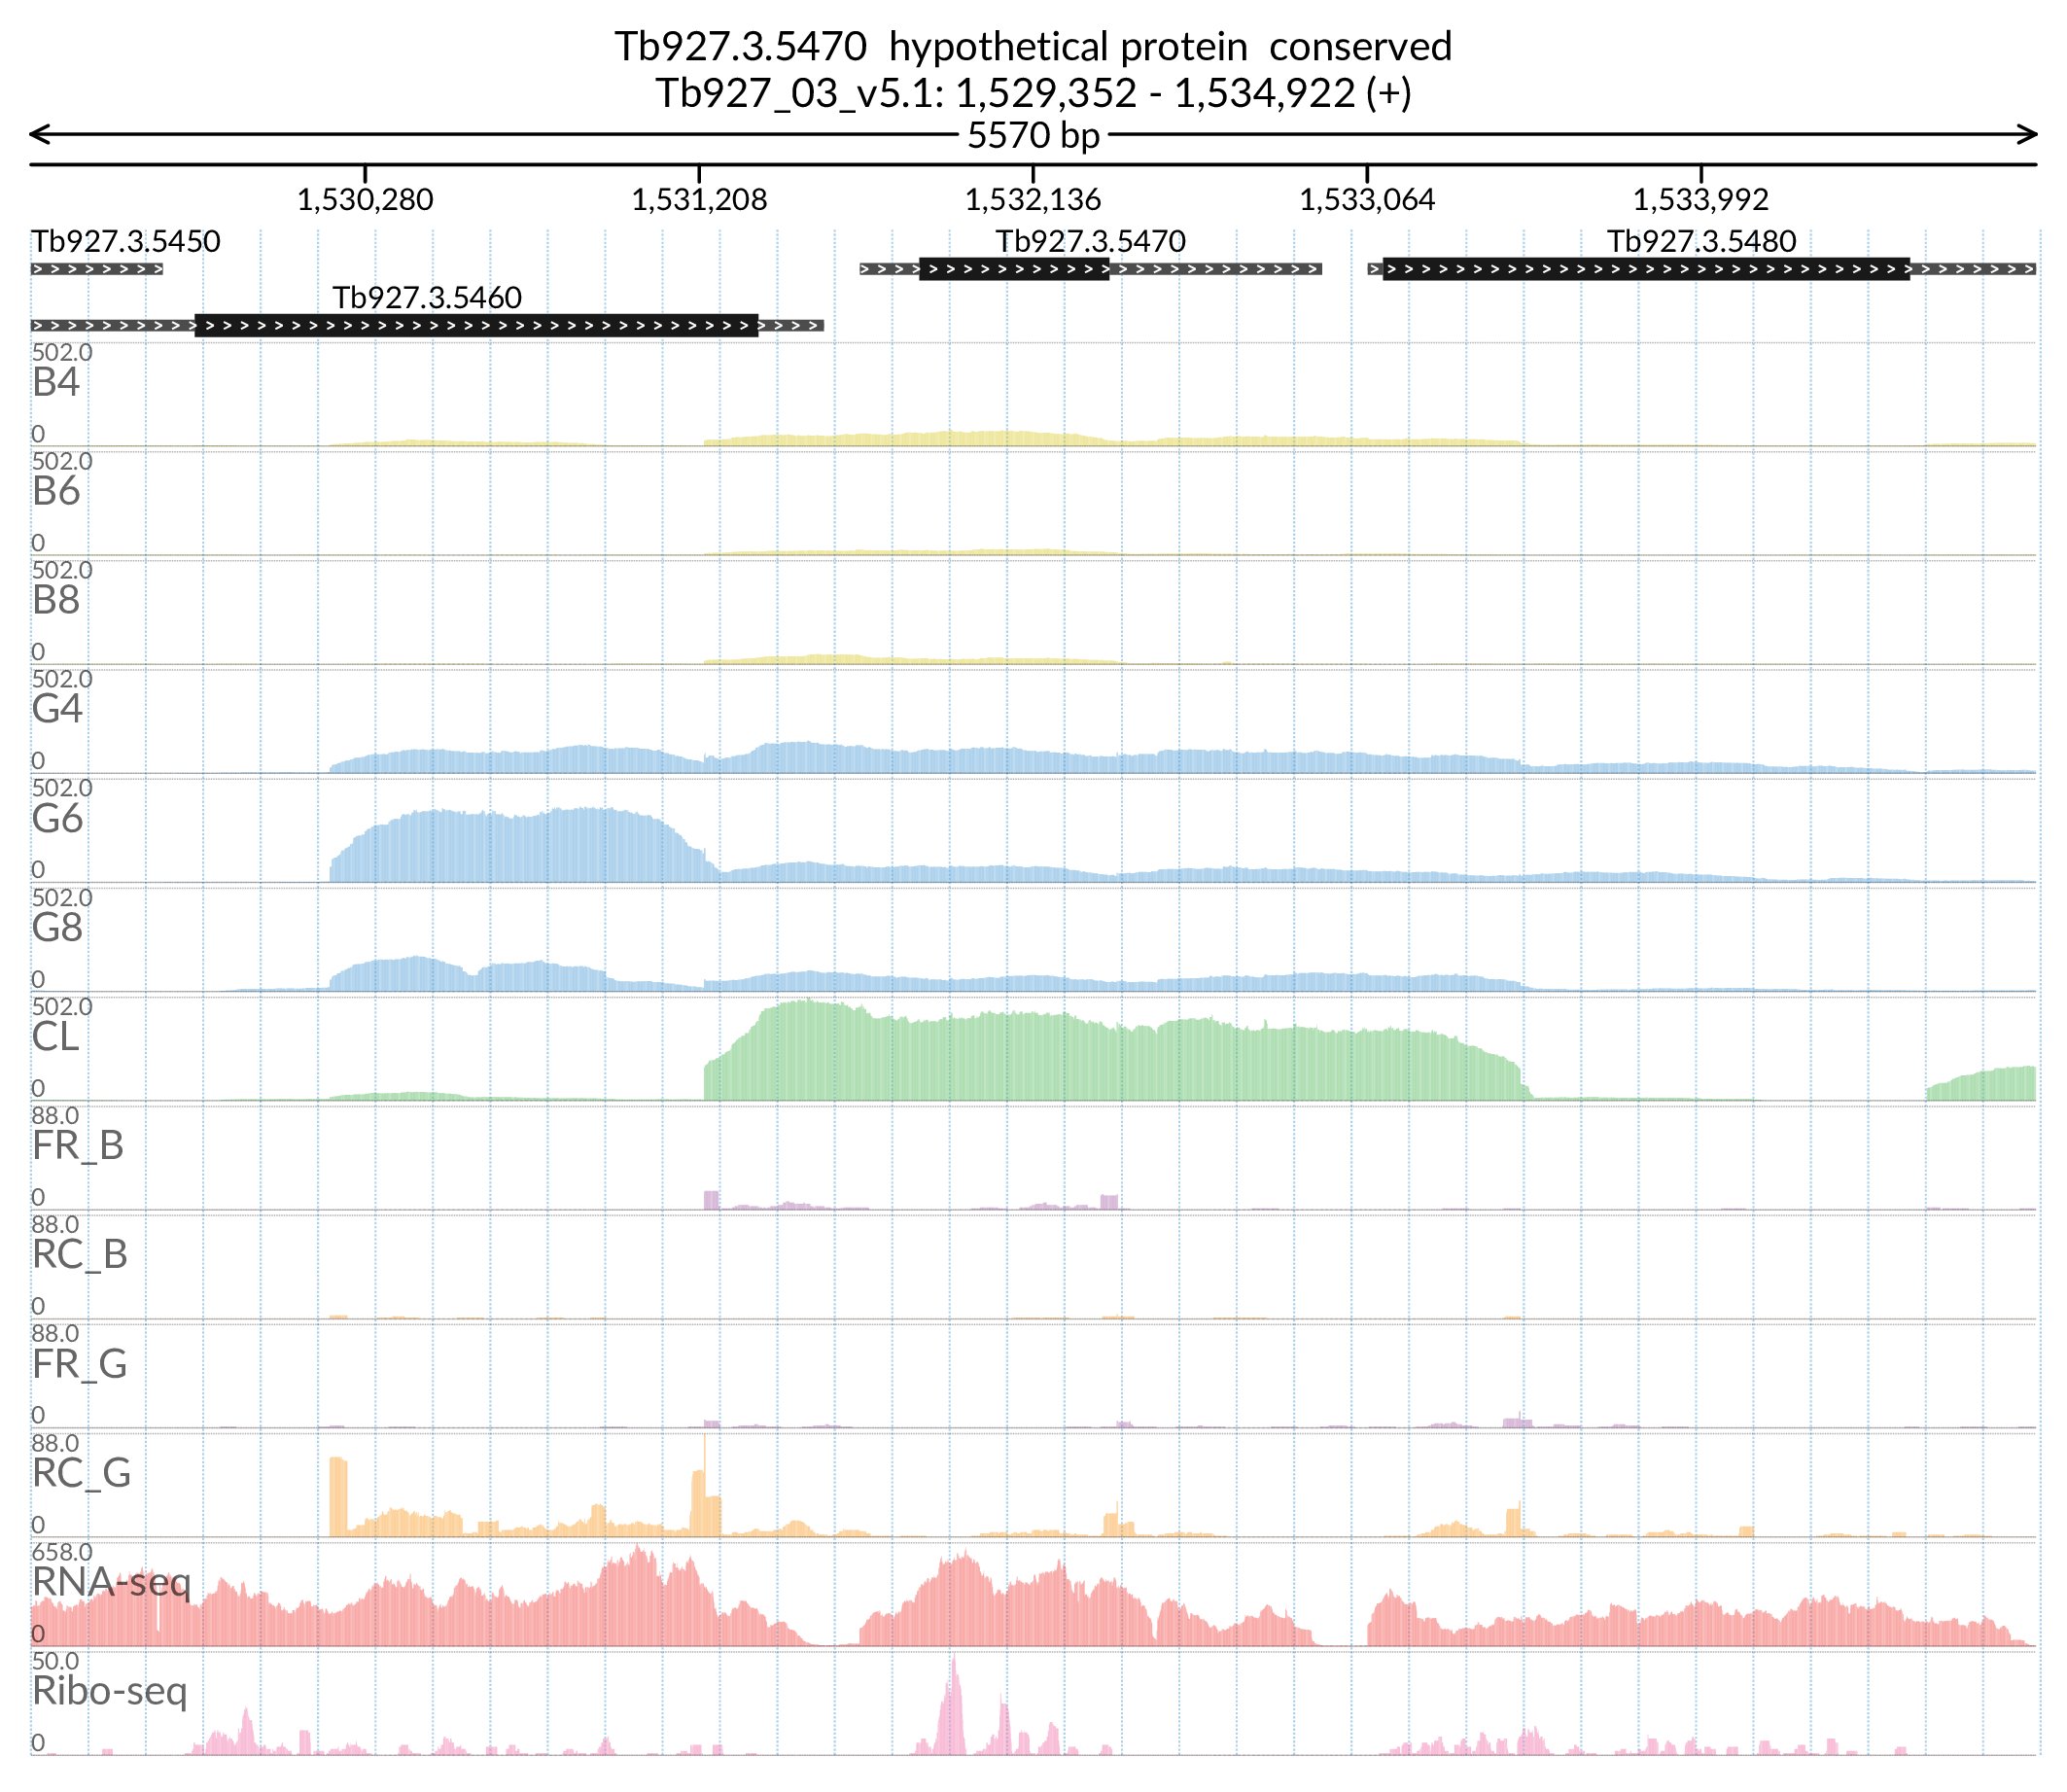 Tb927.3.5470 hypothetical protein conserved
Tb927_03_v5.1: 1,529,352 - 1,534,922 (+)
5570 bp
1,530,280 1,531,208 1,532,136 1,533,064 1,533,992
Tb927.3.5450 Tb927.3.5470 Tb927.3.5480
Tb927.3.5460
502.0
B4
0
502.0
B6
0
502.0
B8
0
502.0
G4
0
502.0
G6
0
502.0
G8
0
502.0
CL
0
88.0
FR_B
0
88.0
RC_B
0
88.0
FR_G
0
88.0
RC_G
0
658.0
RNA-seq
0
50.0
Ribo-seq
0